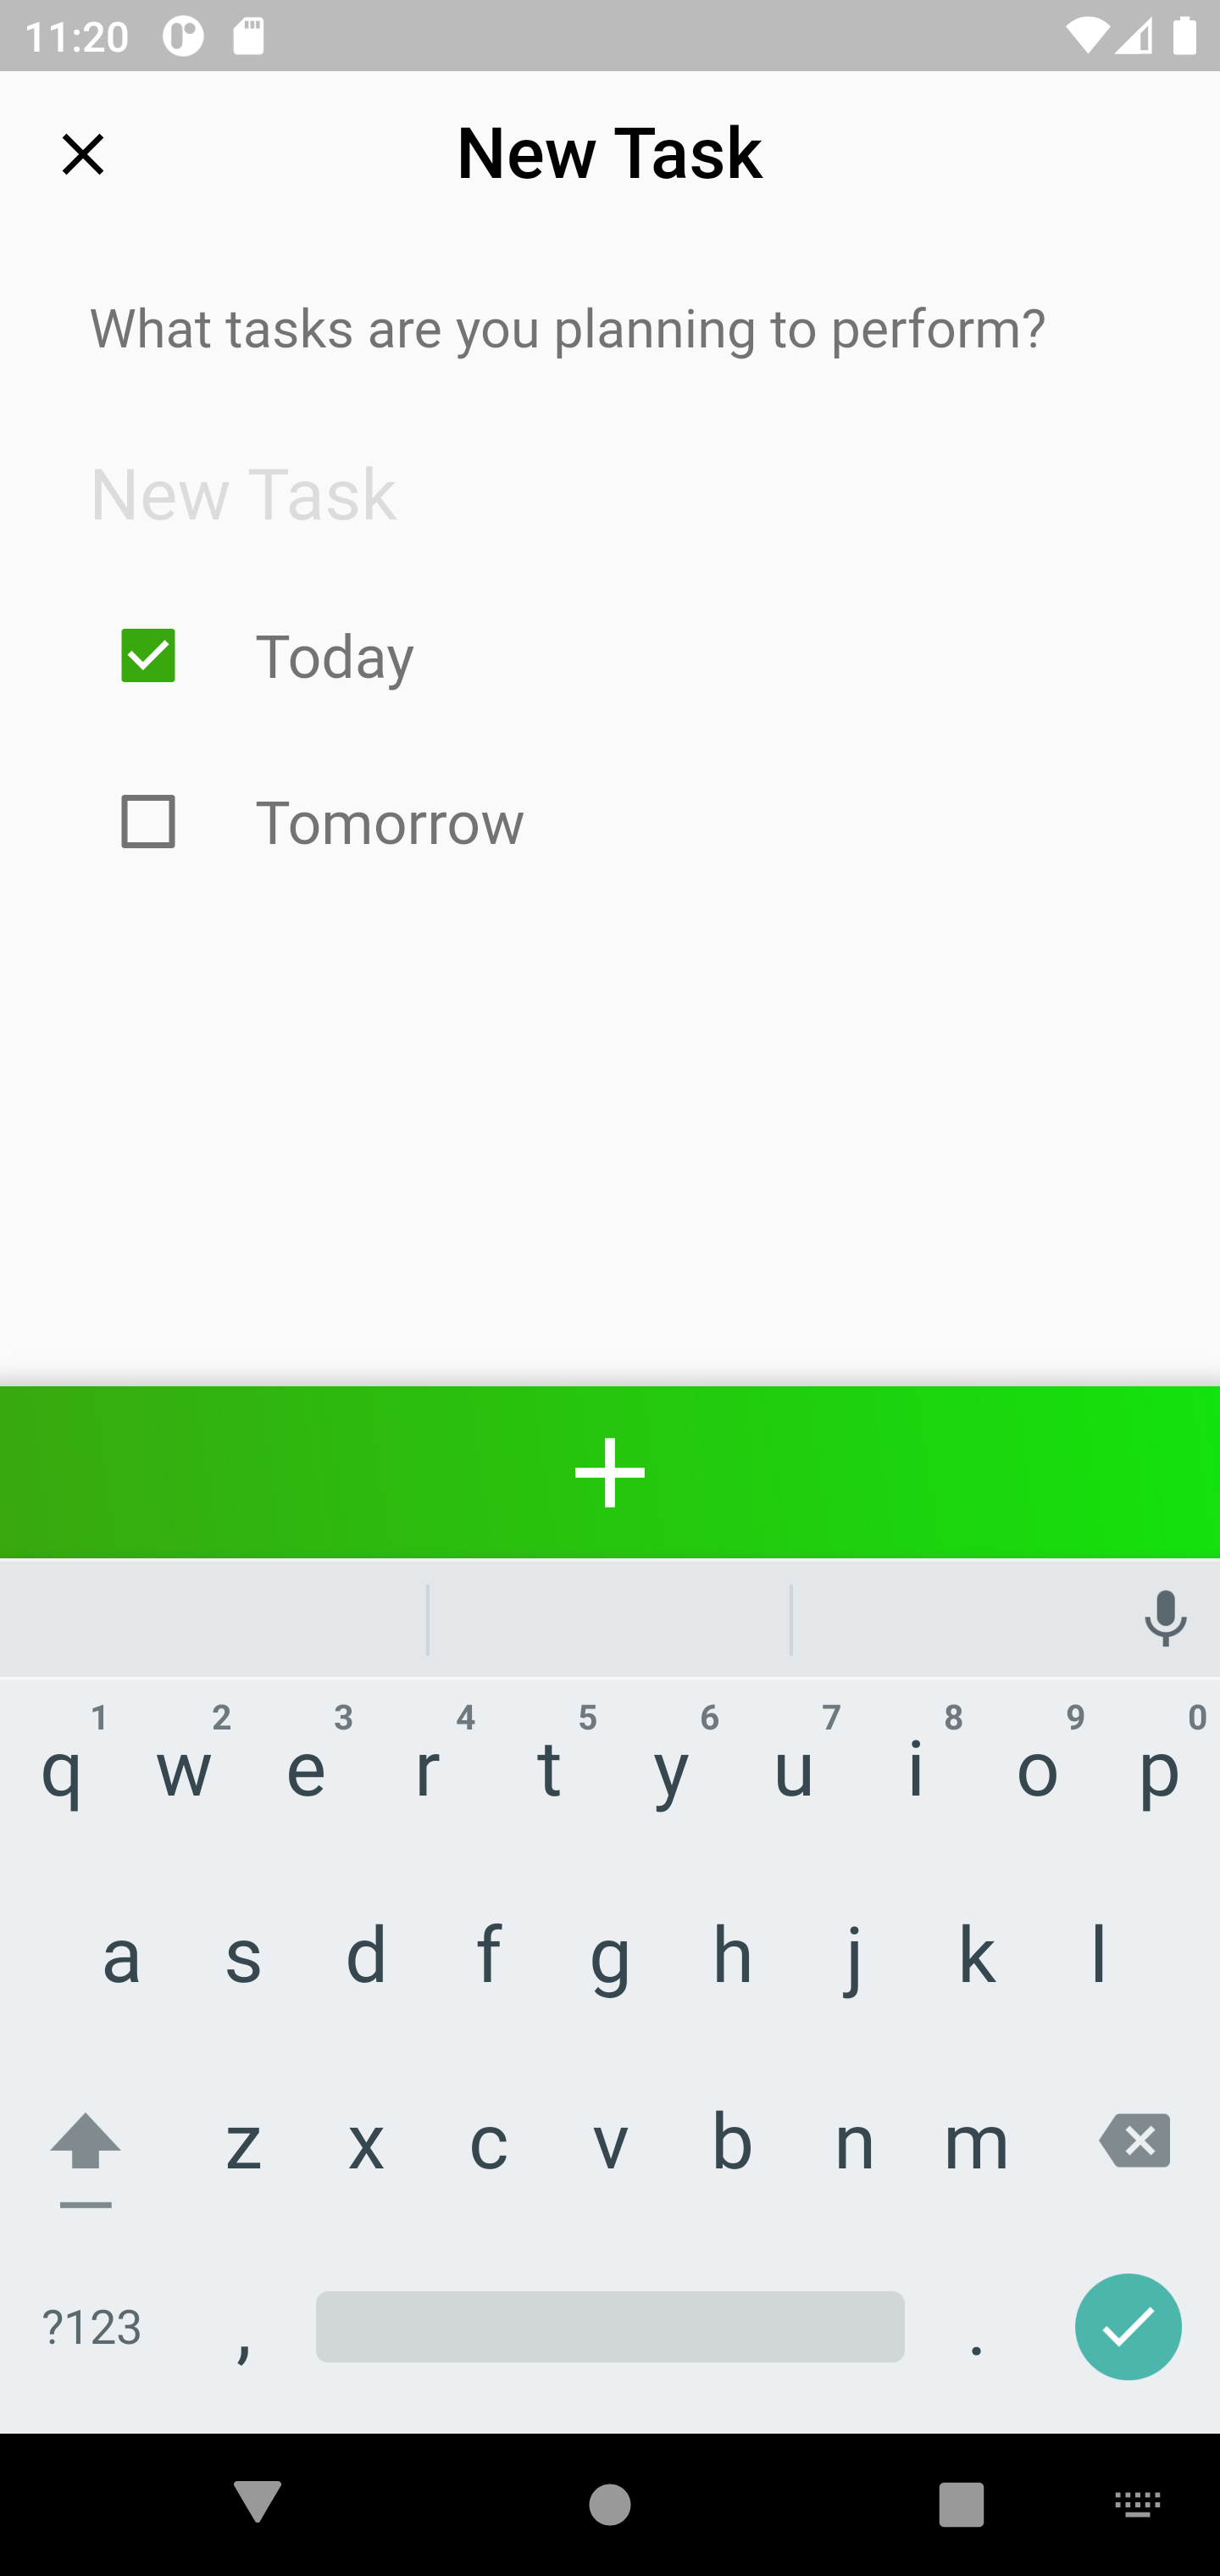 11:20
New Task
What tasks are you planning to perform?
New Task
Today
Tomorrow
1 2 3 4 5 6 7 8 9 0
q w e r t y u i o p
a s d f g h j k l
z x c v b n m
?123 , .